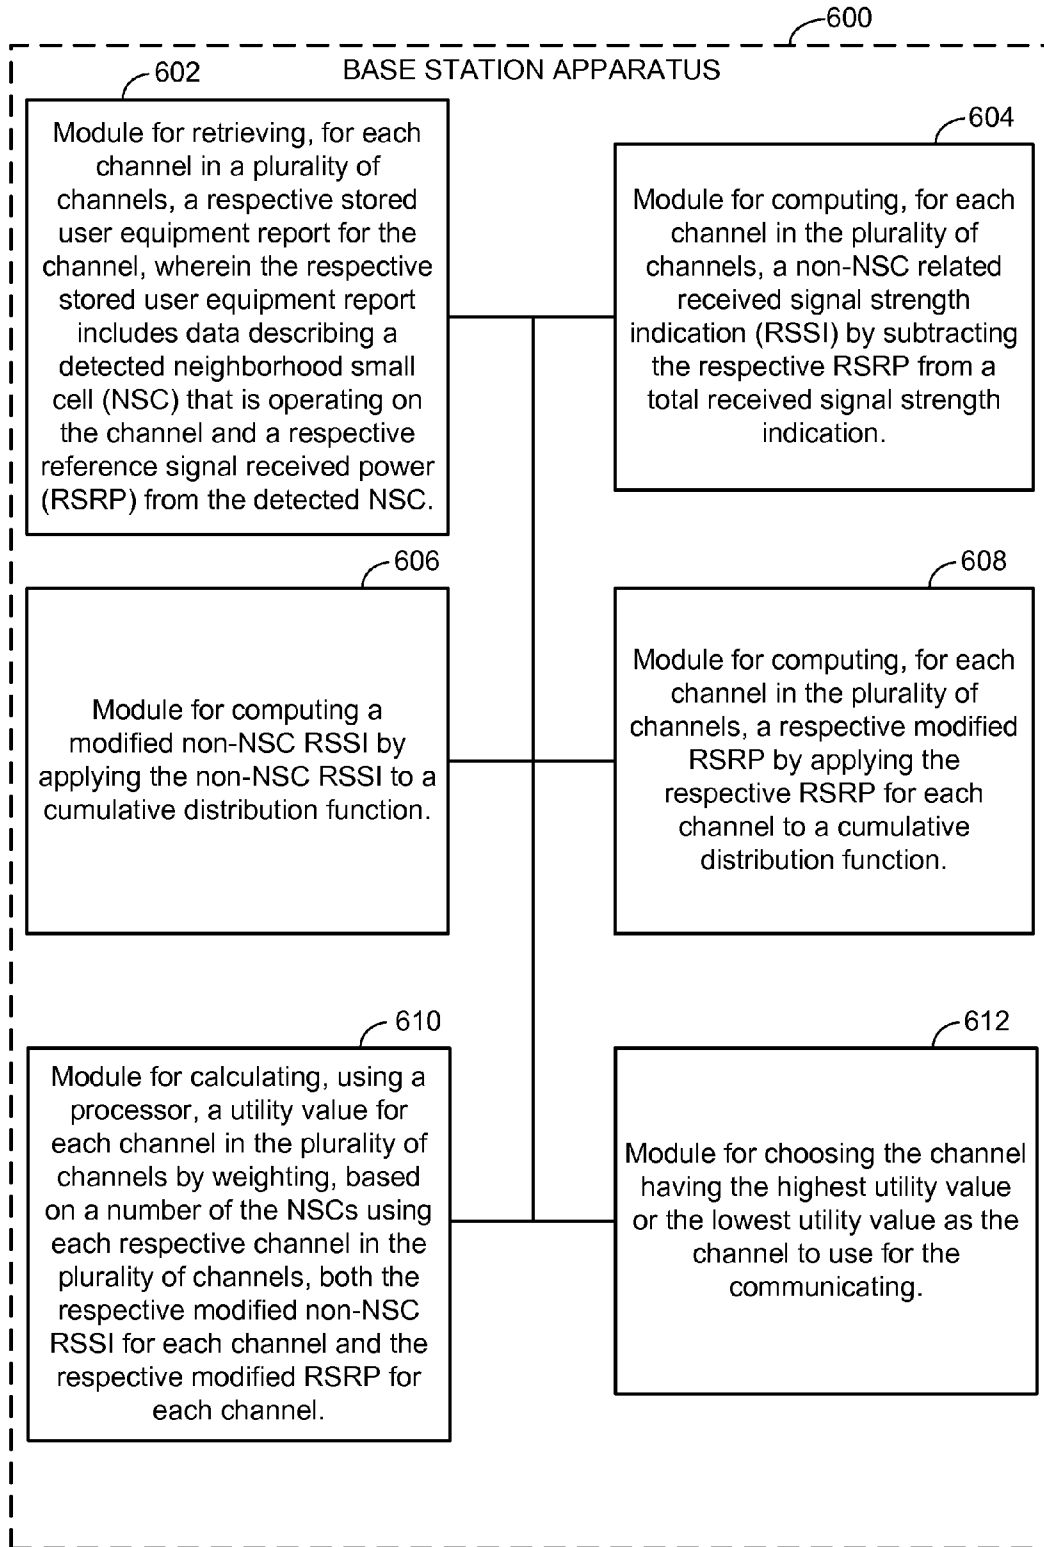 600
BASE STATION APPARATUS
602
Module for retrieving, for each
channel in a plurality of
channels, a respective stored
user equipment report for the
channel, wherein the respective
stored user equipment report
includes data describing a
detected neighborhood small
cell (NSC) that is operating on
the channel and a respective
reference signal received power
(RSRP) from the detected NSC.
604
Module for computing, for each
channel in the plurality of
channels, a non-NSC related
received signal strength
indication (RSSI) by subtracting
the respective RSRP from a
total received signal strength
indication.
606
Module for computing a
modified non-NSC RSSI by
applying the non-NSC RSSI to a
cumulative distribution function.
608
Module for computing, for each
channel in the plurality of
channels, a respective modified
RSRP by applying the
respective RSRP for each
channel to a cumulative
distribution function.
610
Module for calculating, using a
processor, a utility value for
each channel in the plurality of
channels by weighting, based
on a number of the NSCs using
each respective channel in the
plurality of channels, both the
respective modified non-NSC
RSSI for each channel and the
respective modified RSRP for
each channel.
612
Module for choosing the channel
having the highest utility value
or the lowest utility value as the
channel to use for the
communicating.